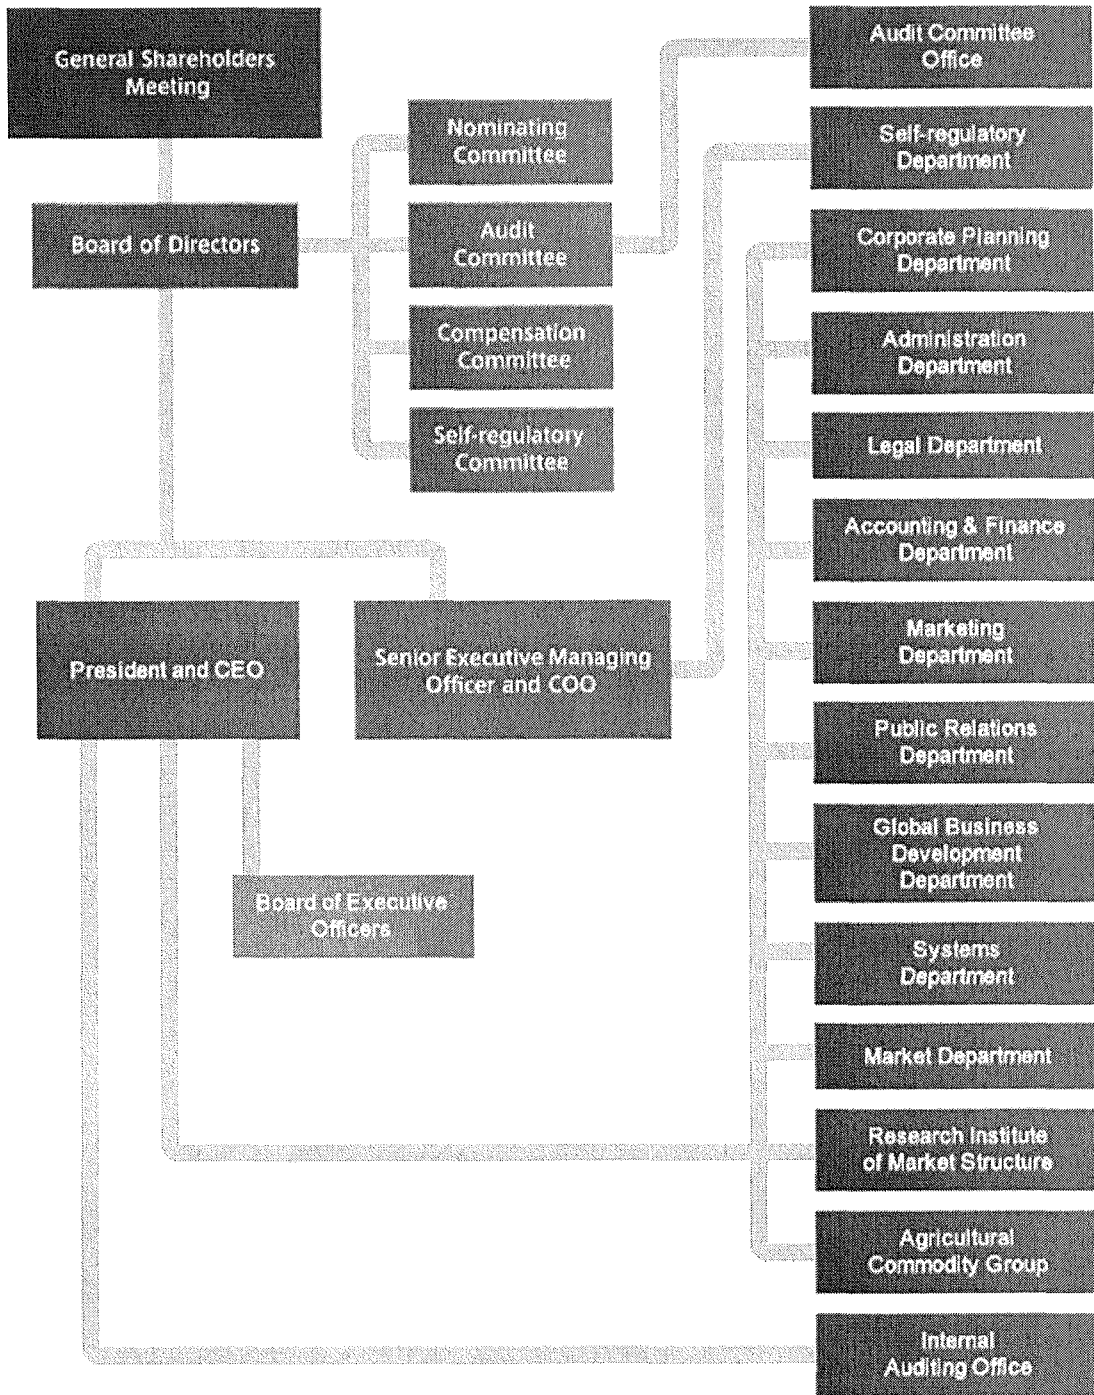 General Shareholders
Meeting
Board of Directors
Nominating
Committee
Audit
Committee
Compensation
Committee
Self-regulatory
Committee
President and CEO
Senior Executive Managing
Officer and COO
Board of Executive
Officers
Audit Committee
Office
Self-regulatory
Department
Corporate Planning
Department
Administration
Department
Legal Department
Accounting & Finance
Department
Marketing
Department
Public Relations
Department
Global Business
Development
Department
Systems
Department
Market Department
Research Institute
of Market Structure
Agricultural
Commodity Group
Internal
Auditing Office